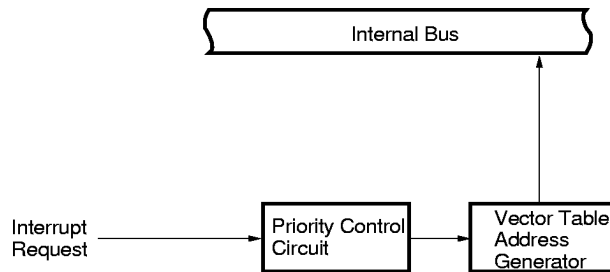 Internal Bus
Interrupt
Request
Priority Control
Circuit
Vector Table
Address
Generator